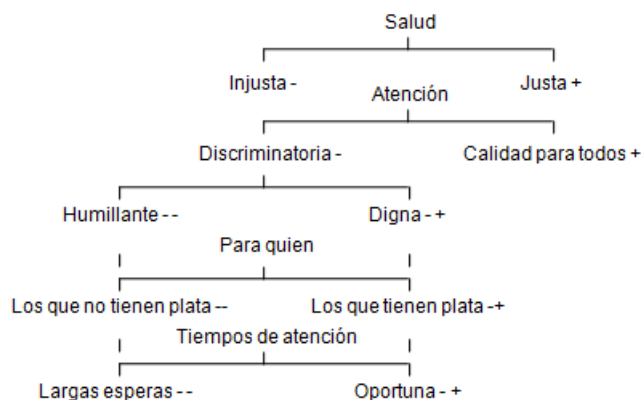 Salud
Injusta - Justa +
Atención
Discriminatoria - Calidad para todos +
Humillante - - Digna - +
Para quien
Los que no tienen plata -- Los que tienen plata -+
Tiempos de atención
Largas esperas - - Oportuna - +